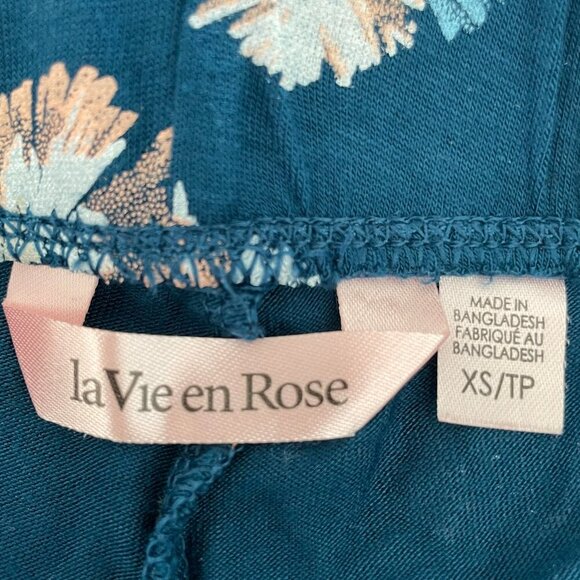 laVie en Rose
MADE IN
BANGLADESH
FABRIQUÉ AU
BANGLADESH
XS/TP